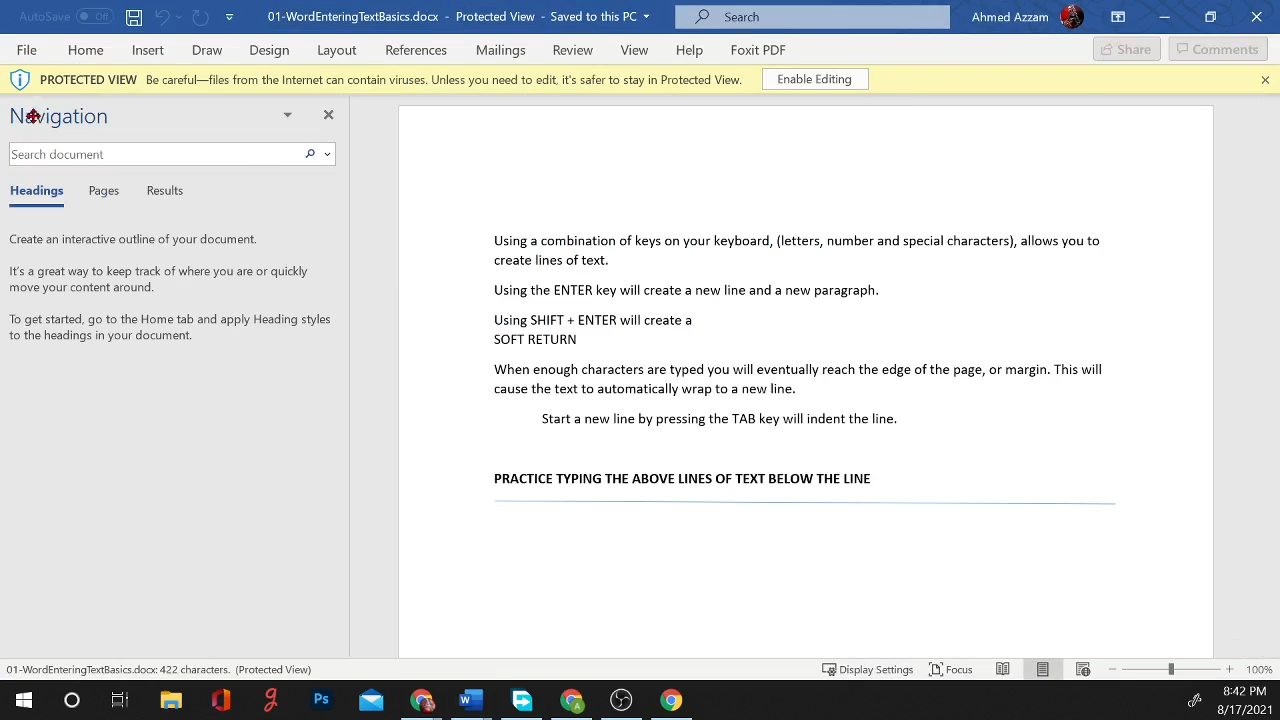 AutoSave Off 01-WordEnteringTextBasics.docx - Protected View • Saved to this PC Search Ahmed Azzam
File Home Insert Draw Design Layout References Mailings Review View Help Foxit PDF Share Comments
PROTECTED VIEW Be careful—files from the Internet can contain viruses. Unless you need to edit, it's safer to stay in Protected View. Enable Editing
Navigation
Search document
Headings Pages Results
Create an interactive outline of your document.
It's a great way to keep track of where you are or quickly
move your content around.
To get started, go to the Home tab and apply Heading styles
to the headings in your document.
Using a combination of keys on your keyboard, (letters, number and special characters), allows you to
create lines of text.
Using the ENTER key will create a new line and a new paragraph.
Using SHIFT + ENTER will create a
SOFT RETURN
When enough characters are typed you will eventually reach the edge of the page, or margin. This will
cause the text to automatically wrap to a new line.
Start a new line by pressing the TAB key will indent the line.
PRACTICE TYPING THE ABOVE LINES OF TEXT BELOW THE LINE
01-WordEnteringTextBasics.docx: 422 characters. (Protected View) Display Settings Focus 100%
Ps W A 8:42 PM
8/17/2021